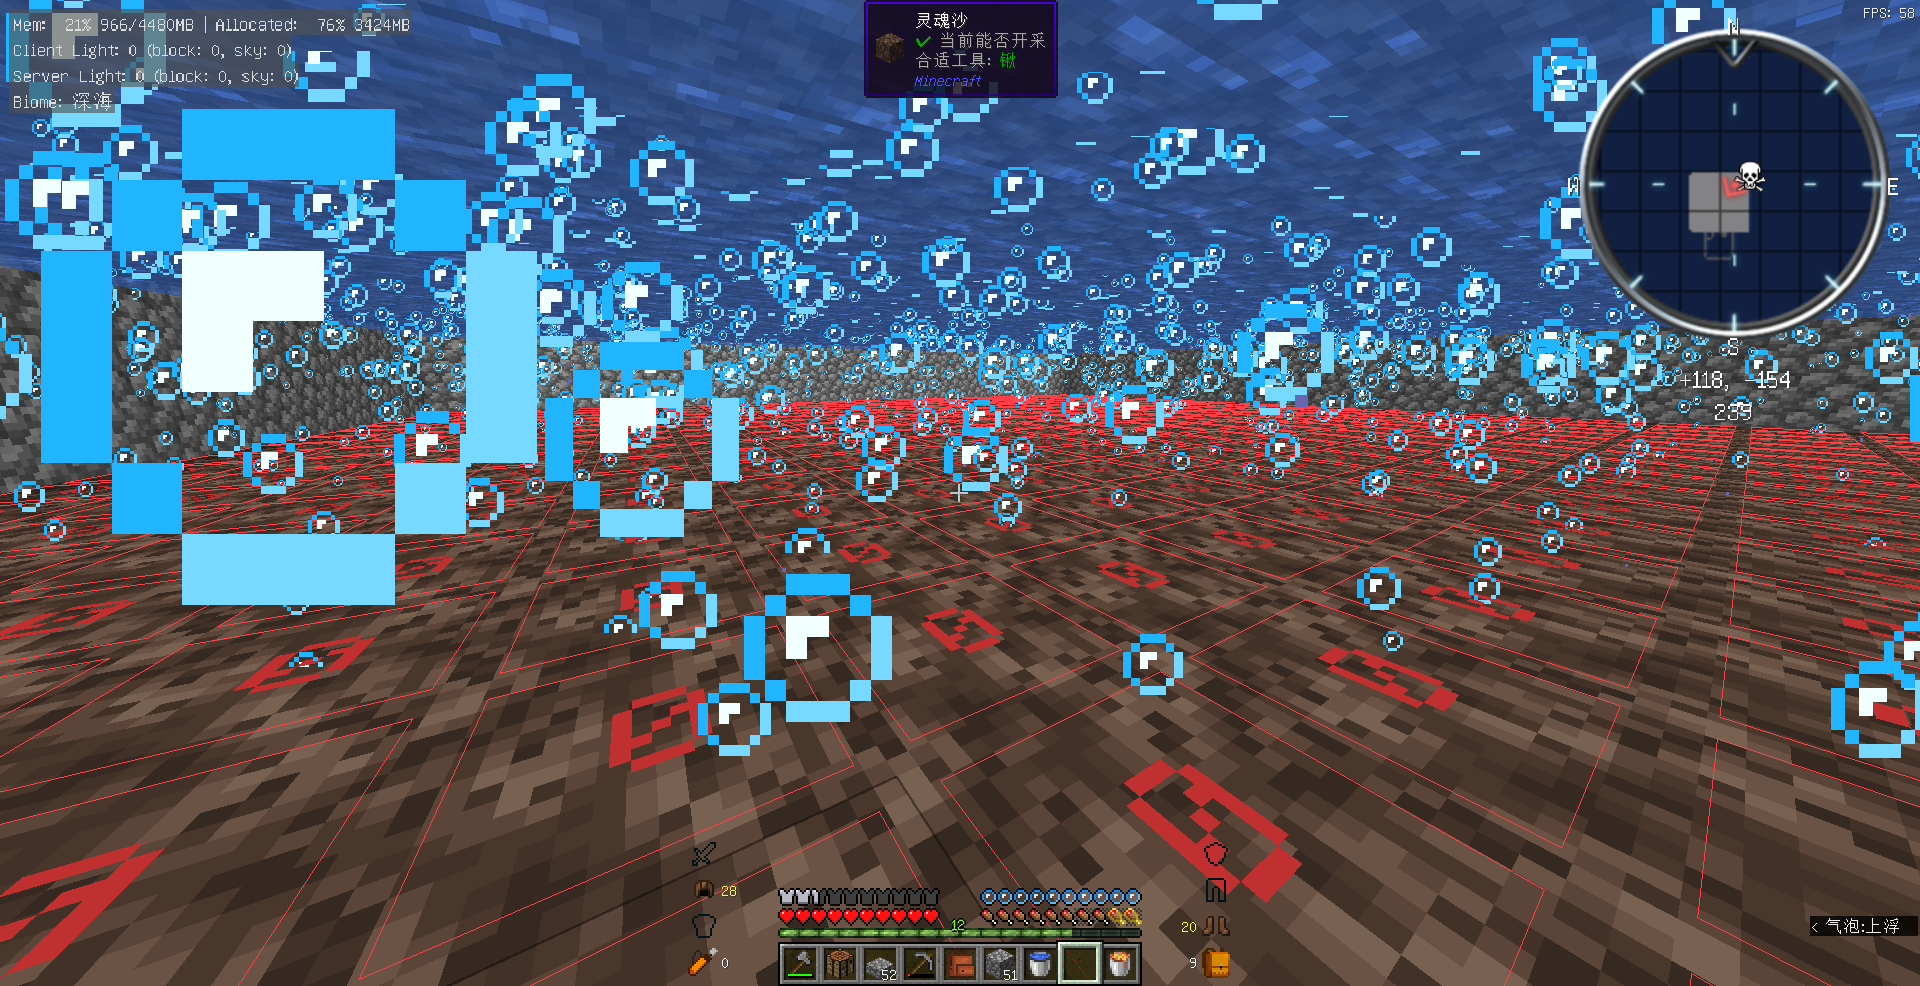 Mem: 21% 966/4480MB | Allocated: 76% 3424MB
Client Light: 0 (block: 0, sky: 0)
Server Light: 0 (block: 0, sky: 0)
Biome: 深海
灵魂沙
✓ 当前能否开采
合适工具: 锹
Minecraft
FPS: 58
N
W
E
S
+118, -154
239
28
12
20
0
9
52
51
< 气泡:上浮